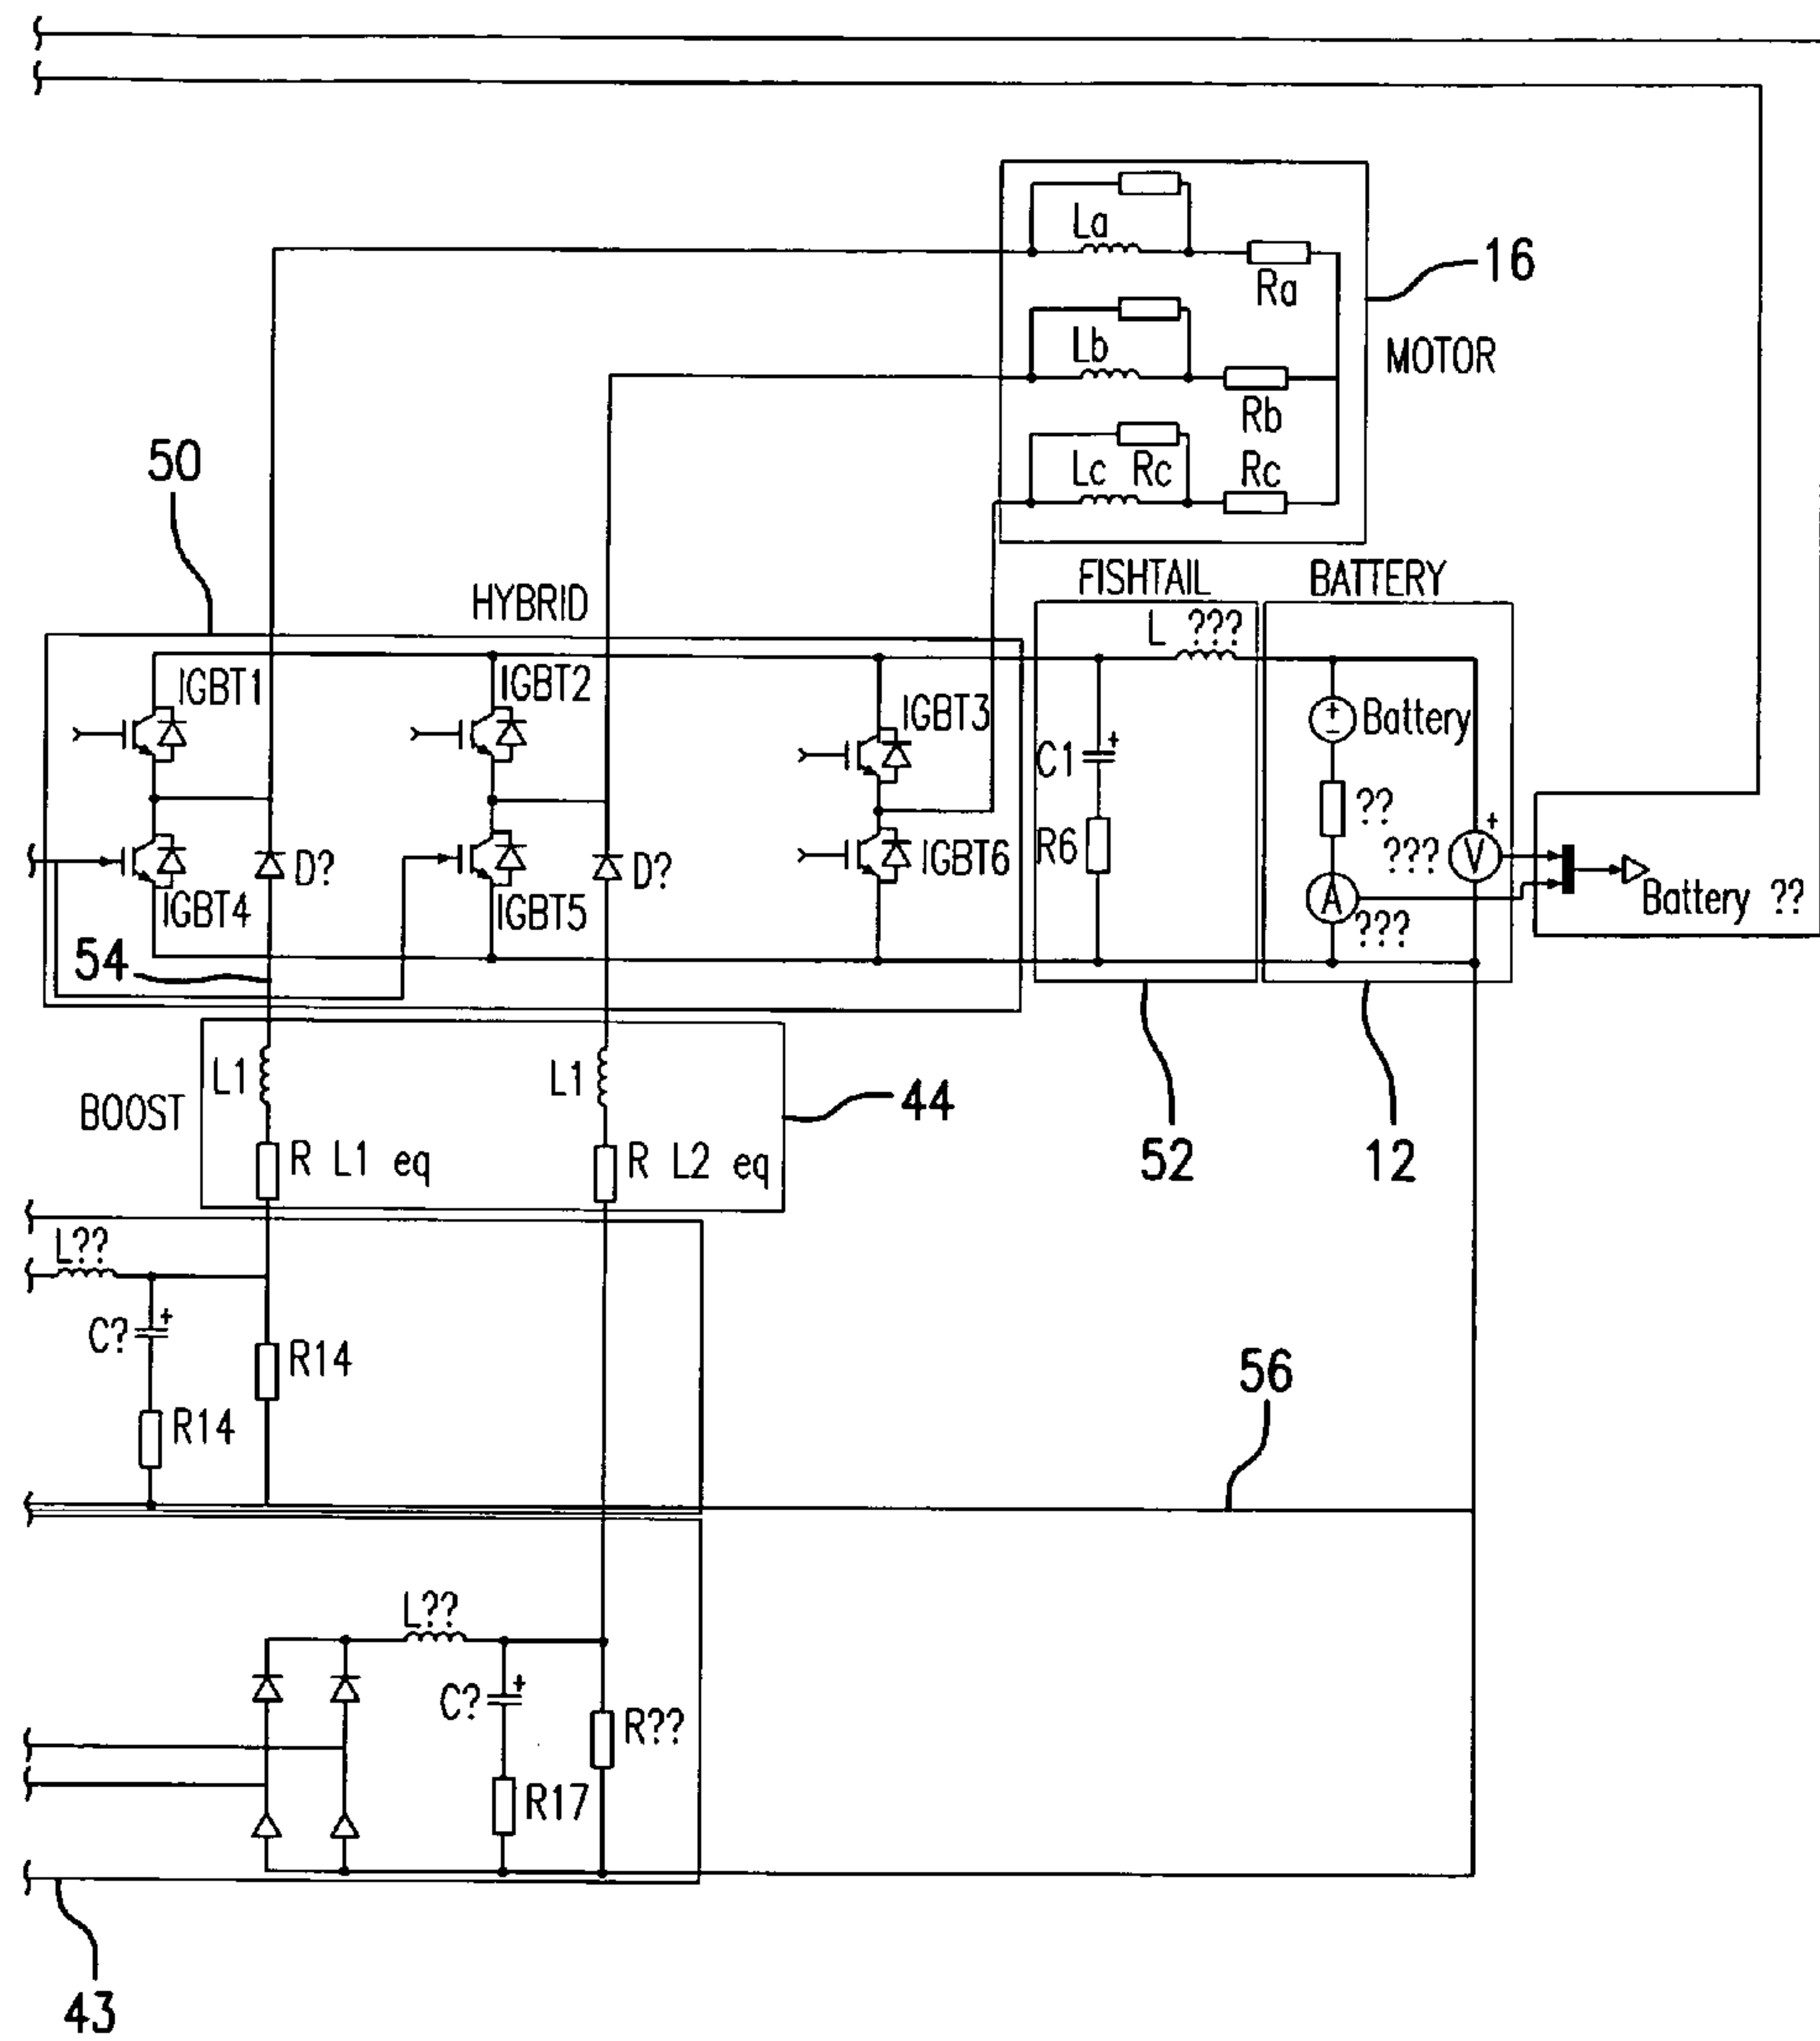 La
Ra
16
Lb
MOTOR
Rb
50
Lc Rc Rc
HYBRID
FISHTAIL
BATTERY
L ???
IGBT1
IGBT2
IGBT3
Battery
C1
??
R6
???
V
IGBT4
D?
IGBT5
D?
IGBT6
A
???
Battery ??
54
L1
L1
BOOST
44
R L1 eq
R L2 eq
52
12
L??
C?
R14
R14
56
L??
C?
R??
R17
43